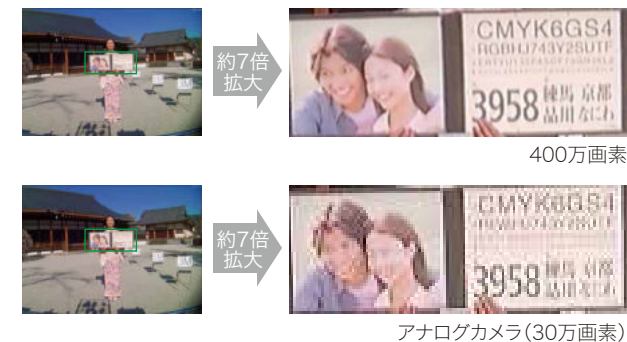 約7倍
拡大
CMYK6GS4
RGBHJ743Y2SUTF
3958
練馬 京都
品川 なにわ
400万画素
約7倍
拡大
CMYK6GS4
3958
練馬 京都
品川 なにわ
アナログカメラ(30万画素)